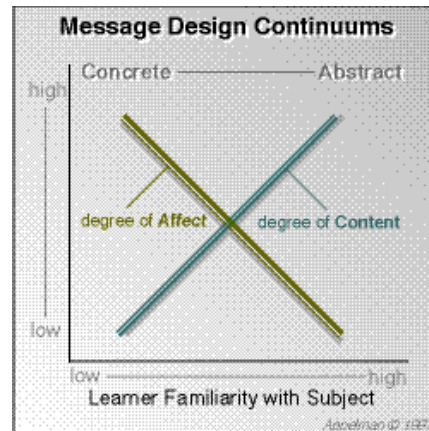 Message Design Continuums
Concrete Abstract
high
degree of Affect degree of Content
low
low high
Learner Familiarity with Subject
Appelman ©